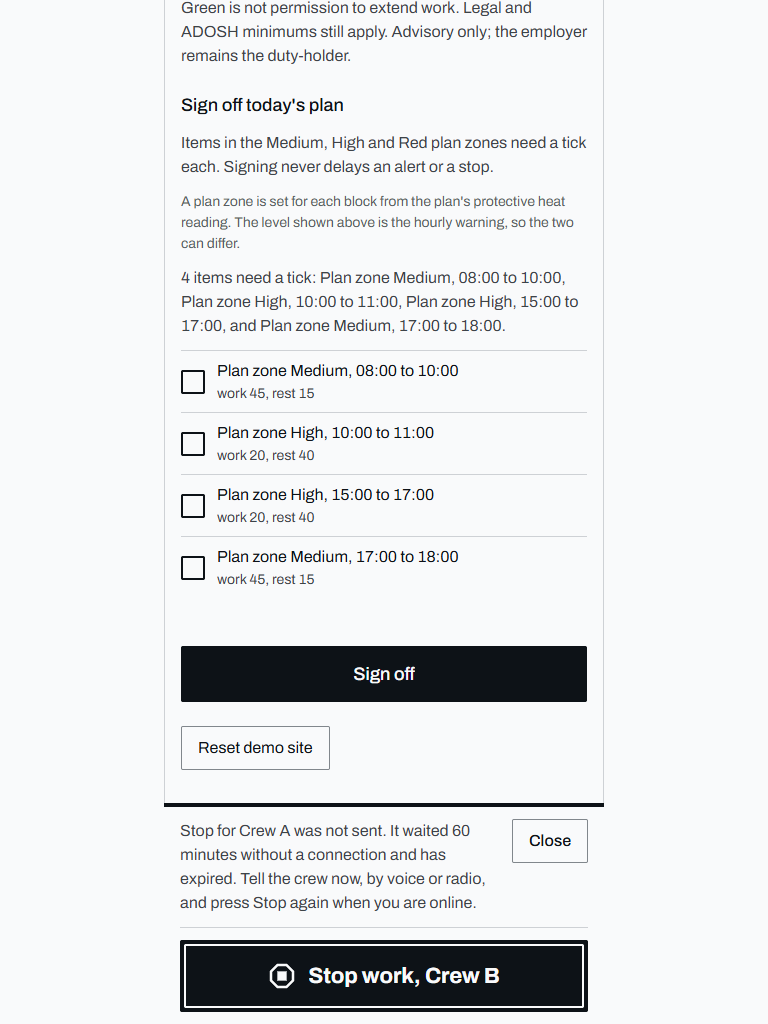 Green is not permission to extend work. Legal and
ADOSH minimums still apply. Advisory only; the employer
remains the duty-holder.
Sign off today's plan
Items in the Medium, High and Red plan zones need a tick
each. Signing never delays an alert or a stop.
A plan zone is set for each block from the plan's protective heat
reading. The level shown above is the hourly warning, so the two
can differ.
4 items need a tick: Plan zone Medium, 08:00 to 10:00,
Plan zone High, 10:00 to 11:00, Plan zone High, 15:00 to
17:00, and Plan zone Medium, 17:00 to 18:00.
Plan zone Medium, 08:00 to 10:00
work 45, rest 15
Plan zone High, 10:00 to 11:00
work 20, rest 40
Plan zone High, 15:00 to 17:00
work 20, rest 40
Plan zone Medium, 17:00 to 18:00
work 45, rest 15
Sign off
Reset demo site
Stop for Crew A was not sent. It waited 60
minutes without a connection and has
expired. Tell the crew now, by voice or radio,
and press Stop again when you are online.
Close
Stop work, Crew B